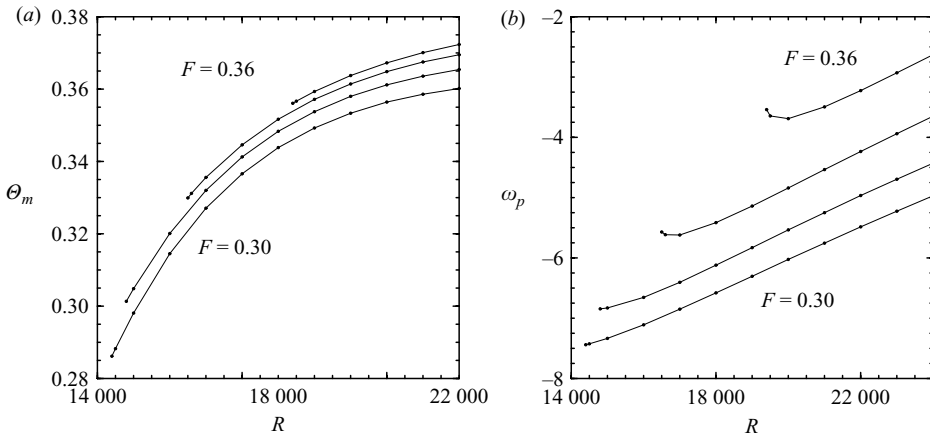 (a)
0.38
0.36
0.34
0.32
0.30
0.28
Θm
F = 0.36
F = 0.30
14 000
18 000
22 000
R
(b)
−2
−4
−6
−8
ωp
F = 0.36
F = 0.30
14 000
18 000
22 000
R